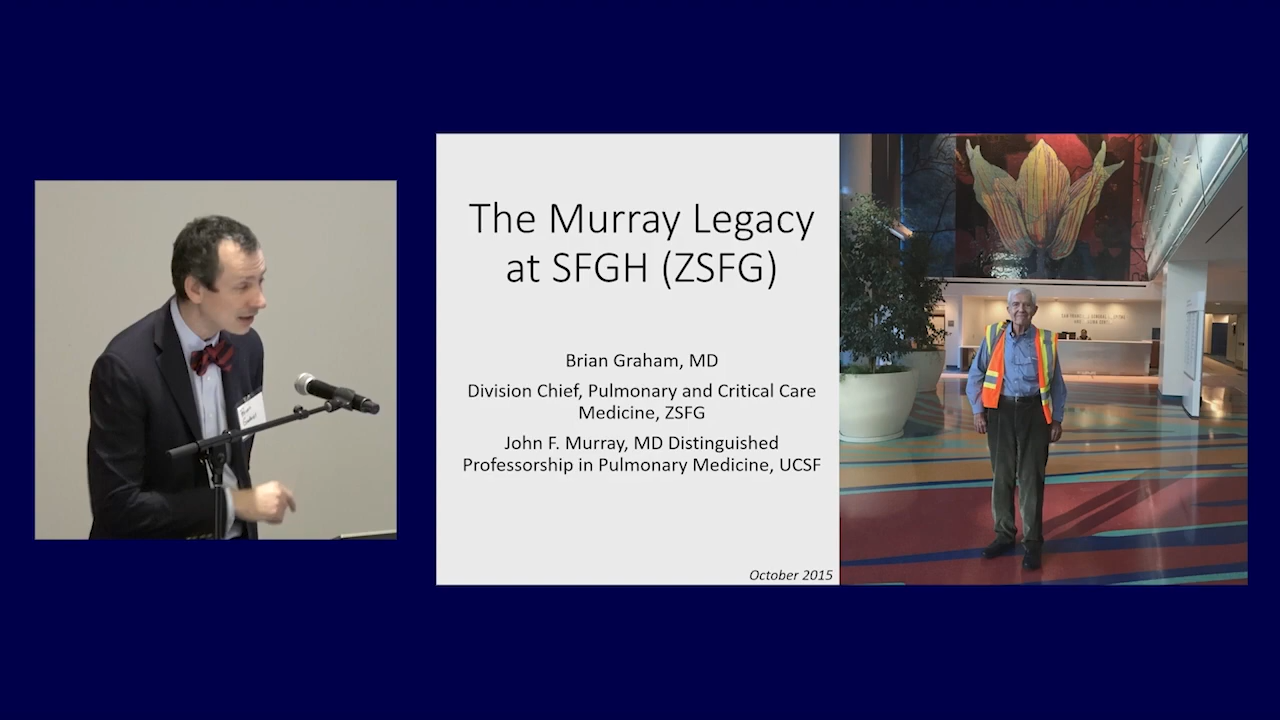 The Murray Legacy
at SFGH (ZSFG)
Brian Graham, MD
Division Chief, Pulmonary and Critical Care
Medicine, ZSFG
John F. Murray, MD Distinguished
Professorship in Pulmonary Medicine, UCSF
October 2015